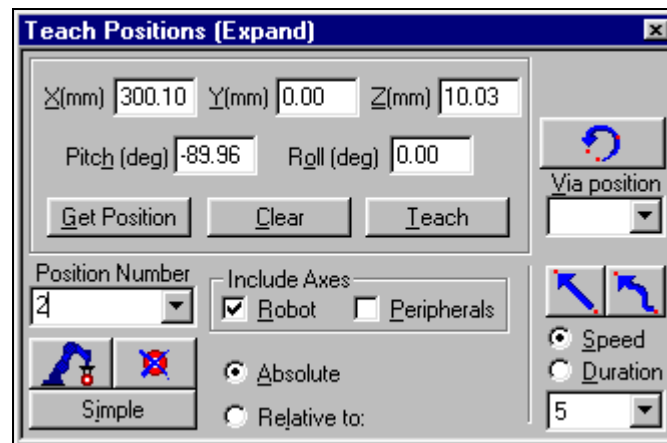 Teach Positions (Expand)
X(mm) 300.10 Y(mm) 0.00 Z(mm) 10.03
Pitch (deg) -89.96 Roll (deg) 0.00
Get Position Clear Teach
Via position
Position Number
2
Include Axes
Robot Peripherals
Speed
Absolute
Duration
Simple
Relative to:
5